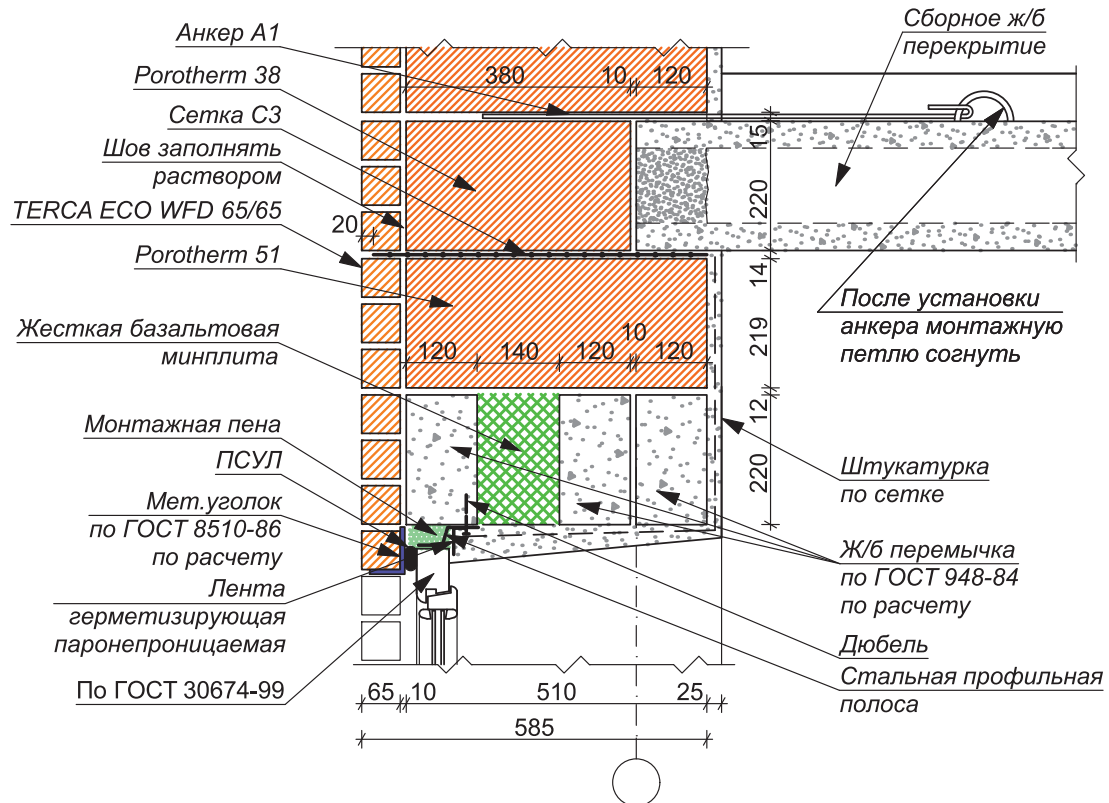 Анкер А1
Porotherm 38
Сетка С3
Шов заполнять
раствором
TERCA ECO WFD 65/65
20
Porotherm 51
Жесткая базальтовая
минплита
Монтажная пена
ПСУЛ
Мет.уголок
по ГОСТ 8510-86
по расчету
Лента
герметизирующая
паронепроницаемая
По ГОСТ 30674-99
380 10 120
120 140 120 10 120
Сборное ж/б
перекрытие
15
220
14
219
12
220
После установки
анкера монтажную
петлю согнуть
Штукатурка
по сетке
Ж/б перемычка
по ГОСТ 948-84
по расчету
Дюбель
Стальная профильная
полоса
65 10 510 25
585